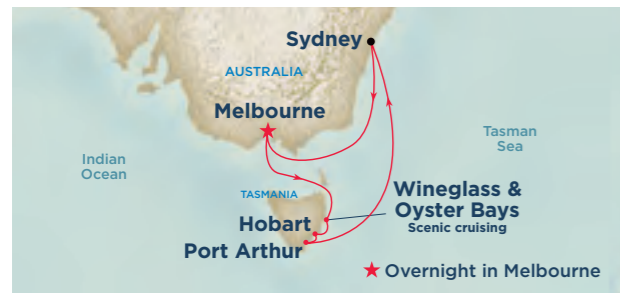 Sydney
AUSTRALIA
Melbourne
Tasman
Sea
Indian
Ocean
TASMANIA
Wineglass &
Oyster Bays
Scenic cruising
Hobart
Port Arthur
Overnight in Melbourne